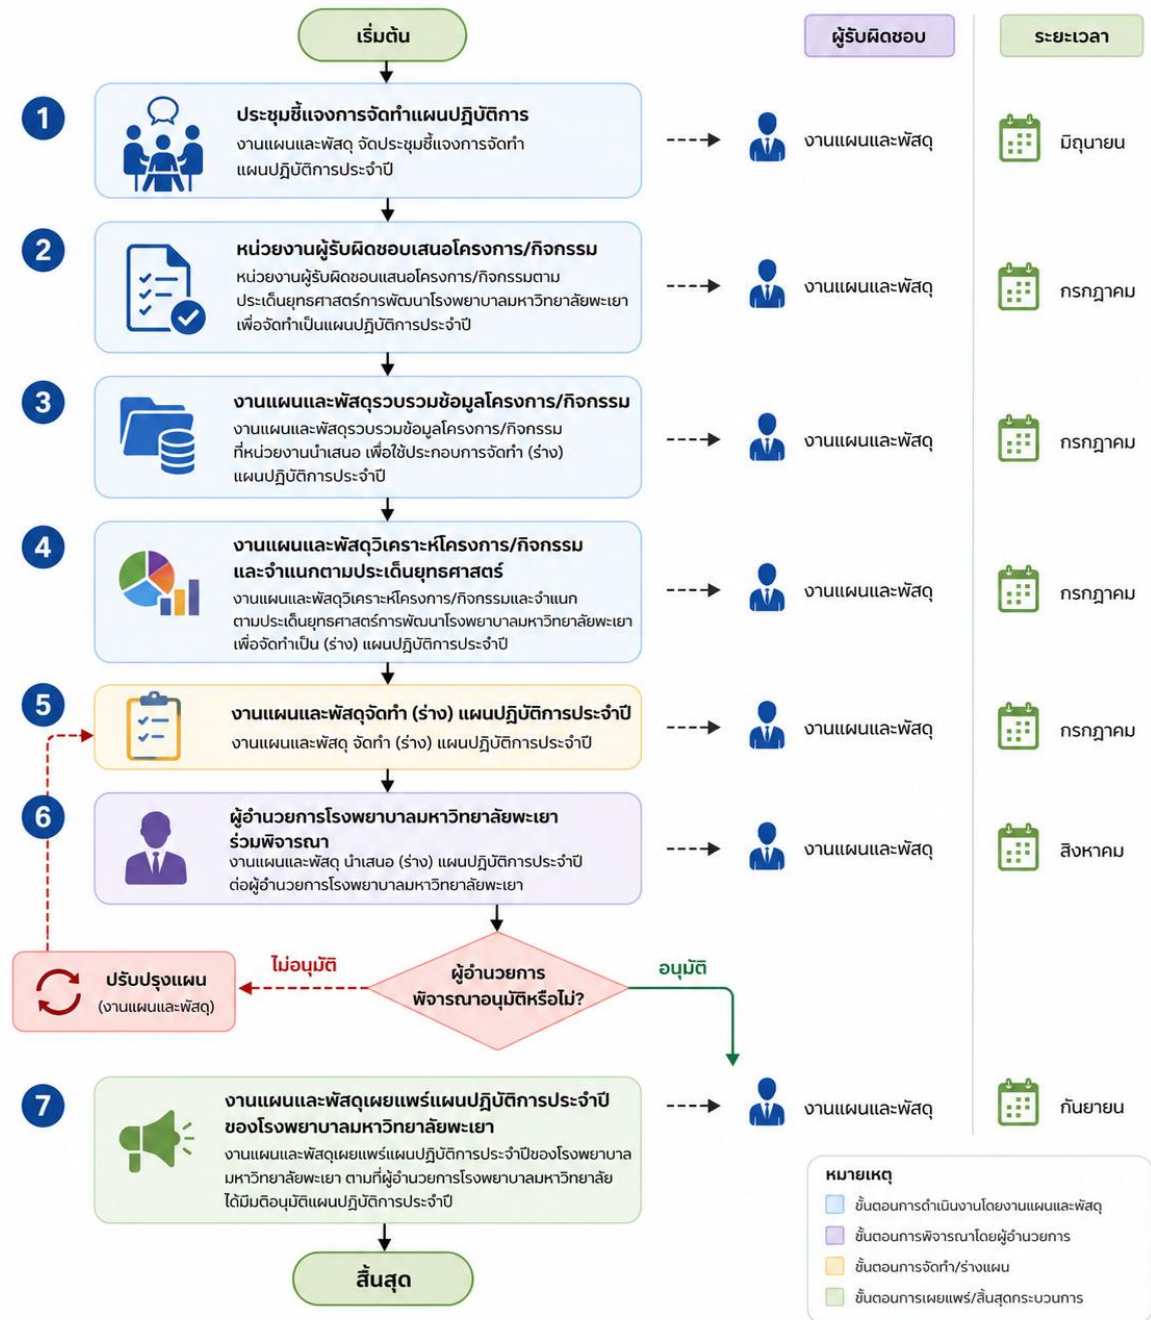 เริ่มต้น
ผู้รับผิดชอบ
ระยะเวลา
1
ประชุมชี้แจงการจัดทำแผนปฏิบัติการ
งานแผนและพัสดุ จัดประชุมชี้แจงการจัดทำ
แผนปฏิบัติการประจำปี
งานแผนและพัสดุ
มิถุนายน
2
หน่วยงานผู้รับผิดชอบเสนอโครงการ/กิจกรรม
หน่วยงานผู้รับผิดชอบแสนอโครงการ/กิจกรรมตาม
ประเด็นยุทธศาสตร์การพัฒนาโรงพยาบาลมหาวิทยาลัยพะเยา
เพื่อจัดทำเป็นแผนปฏิบัติการประจำปี
งานแผนและพัสดุ
กรกฎาคม
3
งานแผนและพัสดุรวบรวมข้อมูลโครงการ/กิจกรรม
งานแผนและพัสดุรวบรวมข้อมูลโครงการ/กิจกรรม
ที่หน่วยงานนำเสนอ เพื่อใช้ประกอบการจัดทำ (ร่าง)
แผนปฏิบัติการประจำปี
งานแผนและพัสดุ
กรกฎาคม
4
งานแผนและพัสดุวิเคราะห์โครงการ/กิจกรรม
และจำแนกตามประเด็นยุทธศาสตร์
งานแผนและพัสดุวิเคราะห์โครงการ/กิจกรรมและจำแนก
ตามประเด็นยุทธศาสตร์การพัฒนาโรงพยาบาลมหาวิทยาลัยพะเยา
เพื่อจัดทำเป็น (ร่าง) แผนปฏิบัติการประจำปี
งานแผนและพัสดุ
กรกฎาคม
5
งานแผนและพัสดุจัดทำ (ร่าง) แผนปฏิบัติการประจำปี
งานแผนและพัสดุ จัดทำ (ร่าง) แผนปฏิบัติการประจำปี
งานแผนและพัสดุ
กรกฎาคม
6
ผู้อำนวยการโรงพยาบาลมหาวิทยาลัยพะเยา
ร่วมพิจารณา
งานแผนและพัสดุ นำเสนอ (ร่าง) แผนปฏิบัติการประจำปี
ต่อผู้อำนวยการโรงพยาบาลมหาวิทยาลัยพะเยา
งานแผนและพัสดุ
สิงหาคม
ปรับปรุงแผน
(งานแผนและพัสดุ)
ไม่อนุมัติ
ผู้อำนวยการ
พิจารณาอนุมัติหรือไม่?
อนุมัติ
7
งานแผนและพัสดุเผยแพร่แผนปฏิบัติการประจำปี
ของโรงพยาบาลมหาวิทยาลัยพะเยา
งานแผนและพัสดุเผยแพร่แผนปฏิบัติการประจำปีของโรงพยาบาล
มหาวิทยาลัยพะเยา ตามที่ผู้อำนวยการโรงพยาบาลมหาวิทยาลัย
ได้มีมติอนุมัติแผนปฏิบัติการประจำปี
งานแผนและพัสดุ
กันยายน
สิ้นสุด
หมายเหตุ
ขั้นตอนการดำเนินงานโดยงานแผนและพัสดุ
ขั้นตอนการพิจารณาโดยผู้อำนวยการ
ขั้นตอนการจัดทำ/ร่างแผน
ขั้นตอนการเผยแพร่/สิ้นสุดกระบวนการ